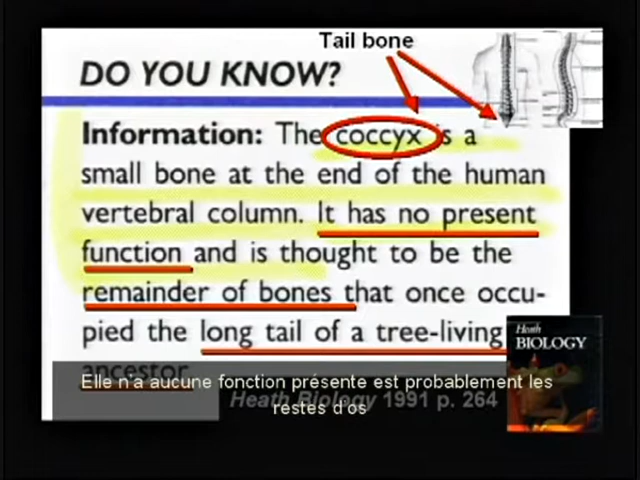 Tail bone
DO YOU KNOW?
Information: The coccyx is a
small bone at the end of the human
vertebral column. It has no present
function and is thought to be the
remainder of bones that once occu-
pied the long tail of a tree-living
ancestor.
Heath
BIOLOGY
Heath Biology 1991 p. 264
Elle n'a aucune fonction présente est probablement les
restes d'os